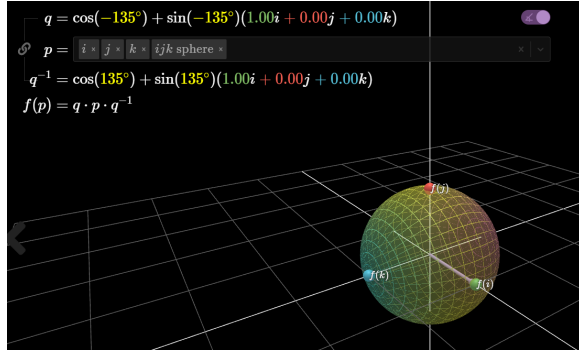 q = cos(−135°) + sin(−135°)(1.00i + 0.00j + 0.00k)
p = i × j × k × ijk sphere × ×
q⁻¹ = cos(135°) + sin(135°)(1.00i + 0.00j + 0.00k)
f(p) = q · p · q⁻¹
f(j)
f(k)
f(i)